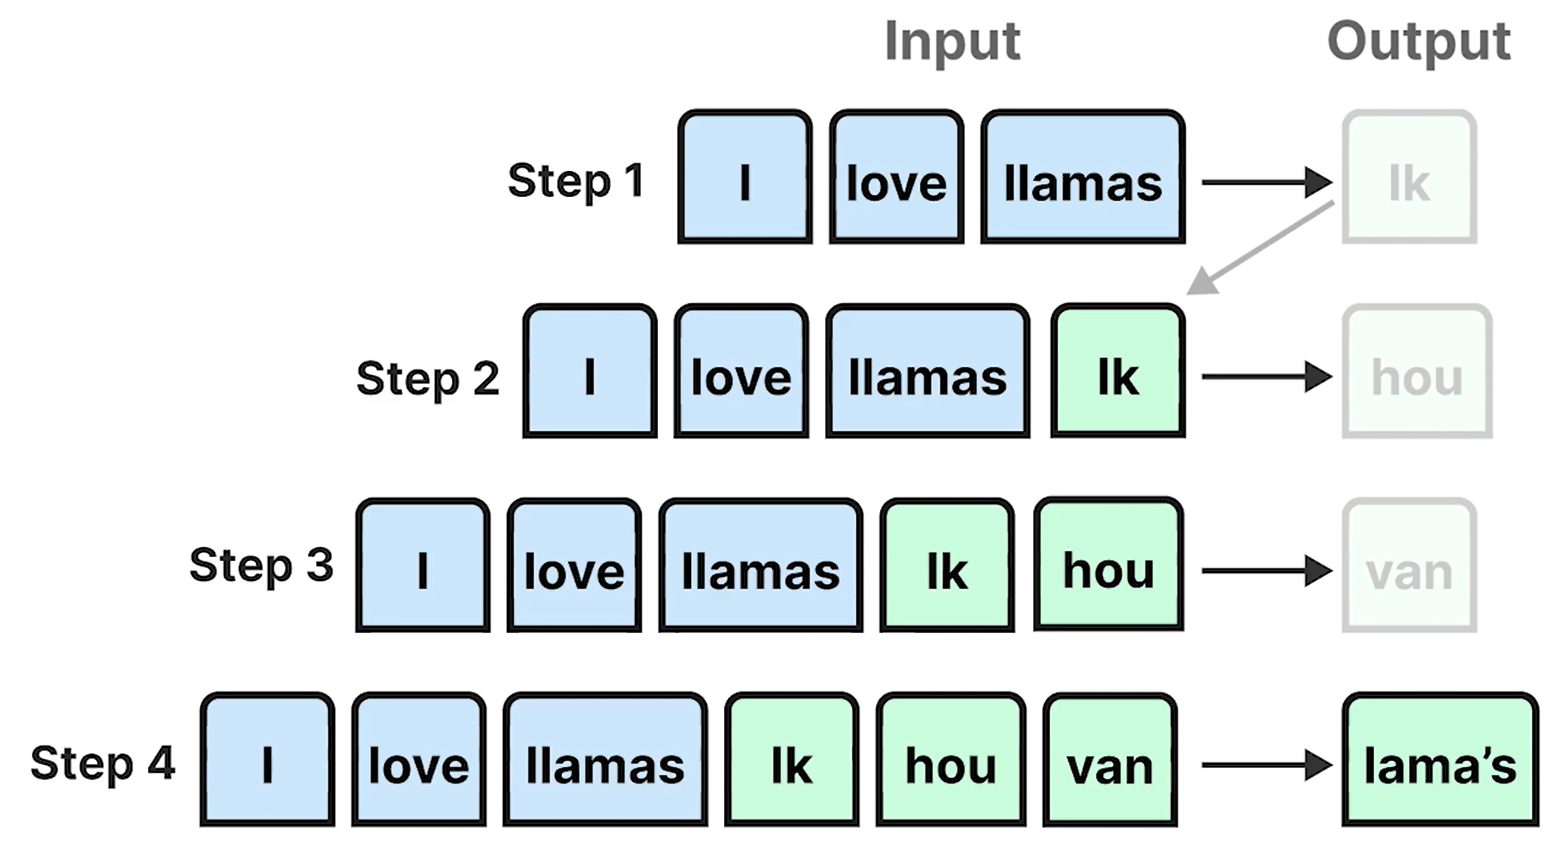 Input Output
Step 1 I love llamas Ik
Step 2 I love llamas Ik hou
Step 3 I love llamas Ik hou van
Step 4 I love llamas Ik hou van lama’s